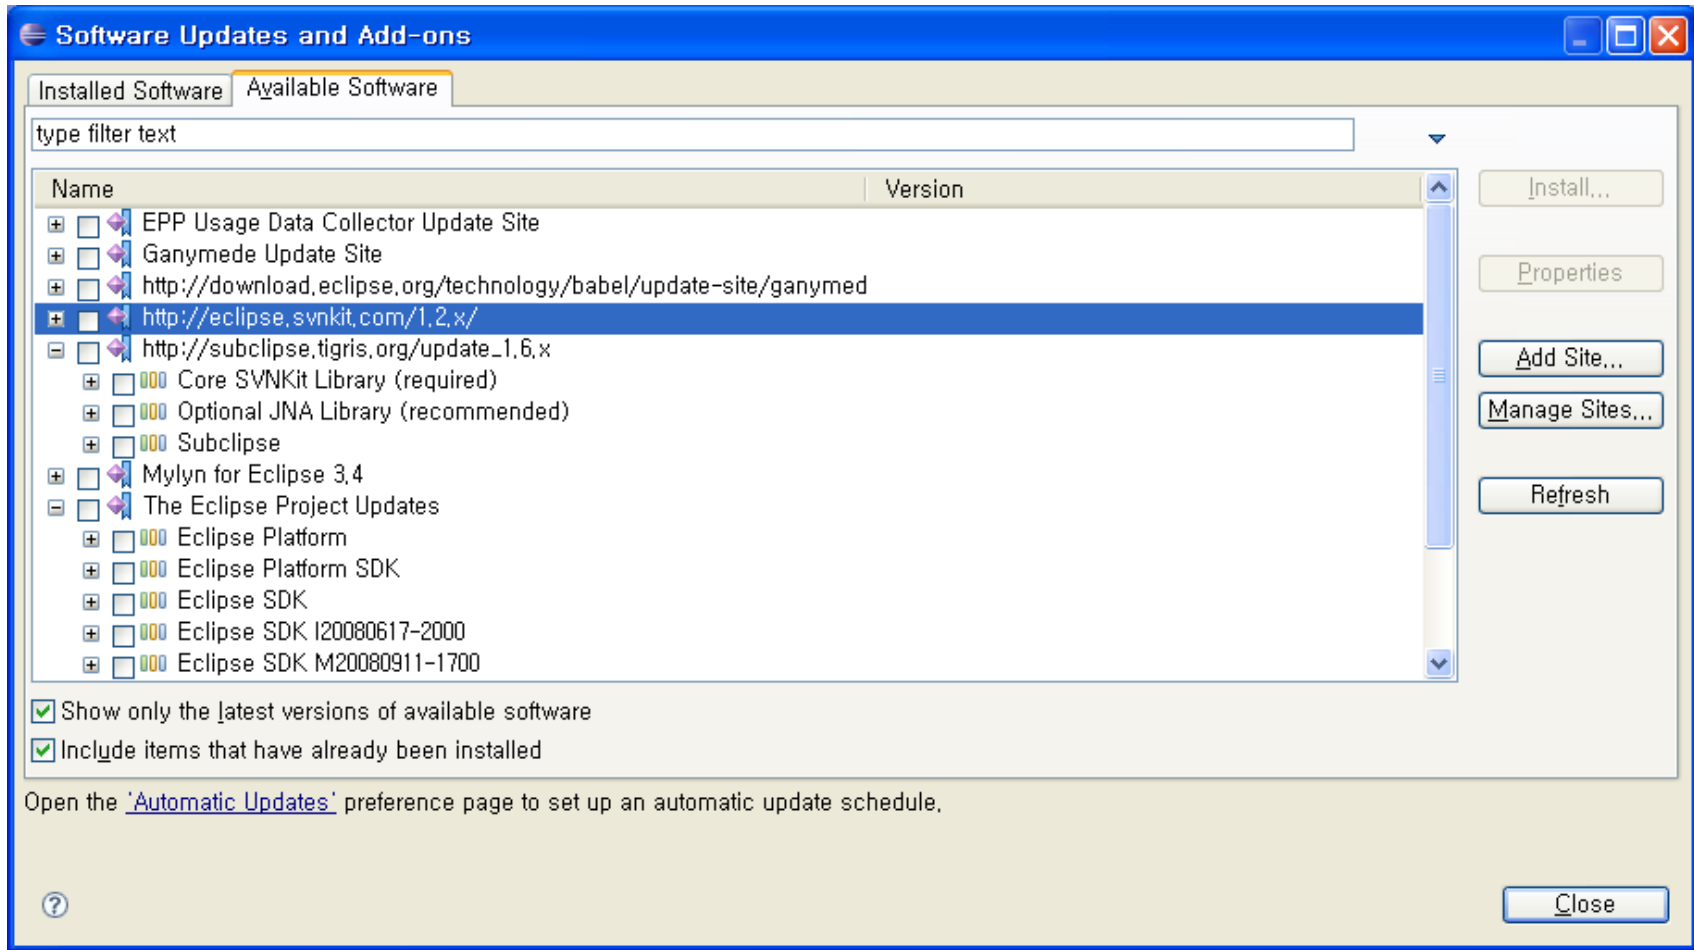 Software Updates and Add-ons
Installed Software
Available Software
type filter text
Name
Version
EPP Usage Data Collector Update Site
Ganymede Update Site
http://download.eclipse.org/technology/babel/update-site/ganymed
http://eclipse.svnkit.com/1.2.x/
http://subclipse.tigris.org/update_1.6.x
Core SVNKit Library (required)
Optional JNA Library (recommended)
Subclipse
Mylyn for Eclipse 3.4
The Eclipse Project Updates
Eclipse Platform
Eclipse Platform SDK
Eclipse SDK
Eclipse SDK I20080617-2000
Eclipse SDK M20080911-1700
Install...
Properties
Add Site...
Manage Sites...
Refresh
Show only the latest versions of available software
Include items that have already been installed
Open the 'Automatic Updates' preference page to set up an automatic update schedule.
?
Close